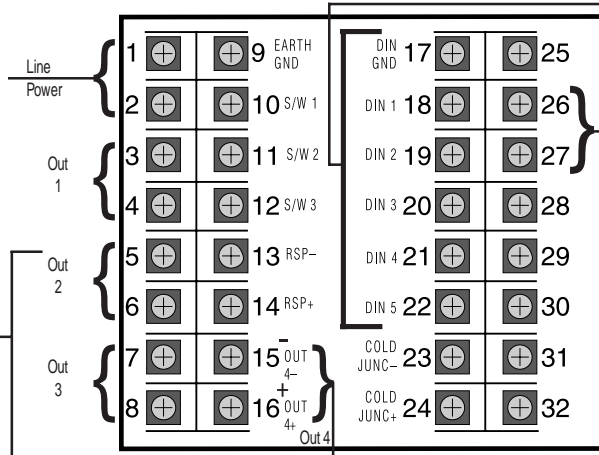 Line
Power
Out
1
Out
2
Out
3
1
2
3
4
5
6
7
8
9 EARTH
GND
10 S/W 1
11 S/W 2
12 S/W 3
13 RSP–
14 RSP+
–
15 OUT
4–
+
16 OUT
4+
Out 4
DIN
GND 17
DIN 1 18
DIN 2 19
DIN 3 20
DIN 4 21
DIN 5 22
COLD
JUNC– 23
COLD
JUNC+ 24
25
26
27
28
29
30
31
32